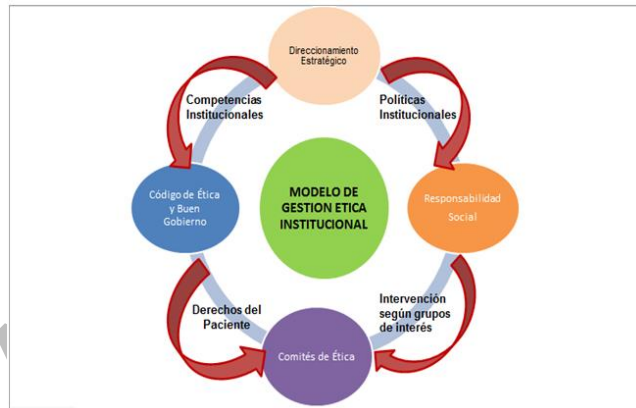 Direccionamiento
Estratégico
Competencias
Institucionales
Políticas
Institucionales
Código de Ética
y Buen
Gobierno
MODELO DE
GESTION ETICA
INSTITUCIONAL
Responsabilidad
Social
Derechos del
Paciente
Intervención
según grupos
de interés
Comités de Ética